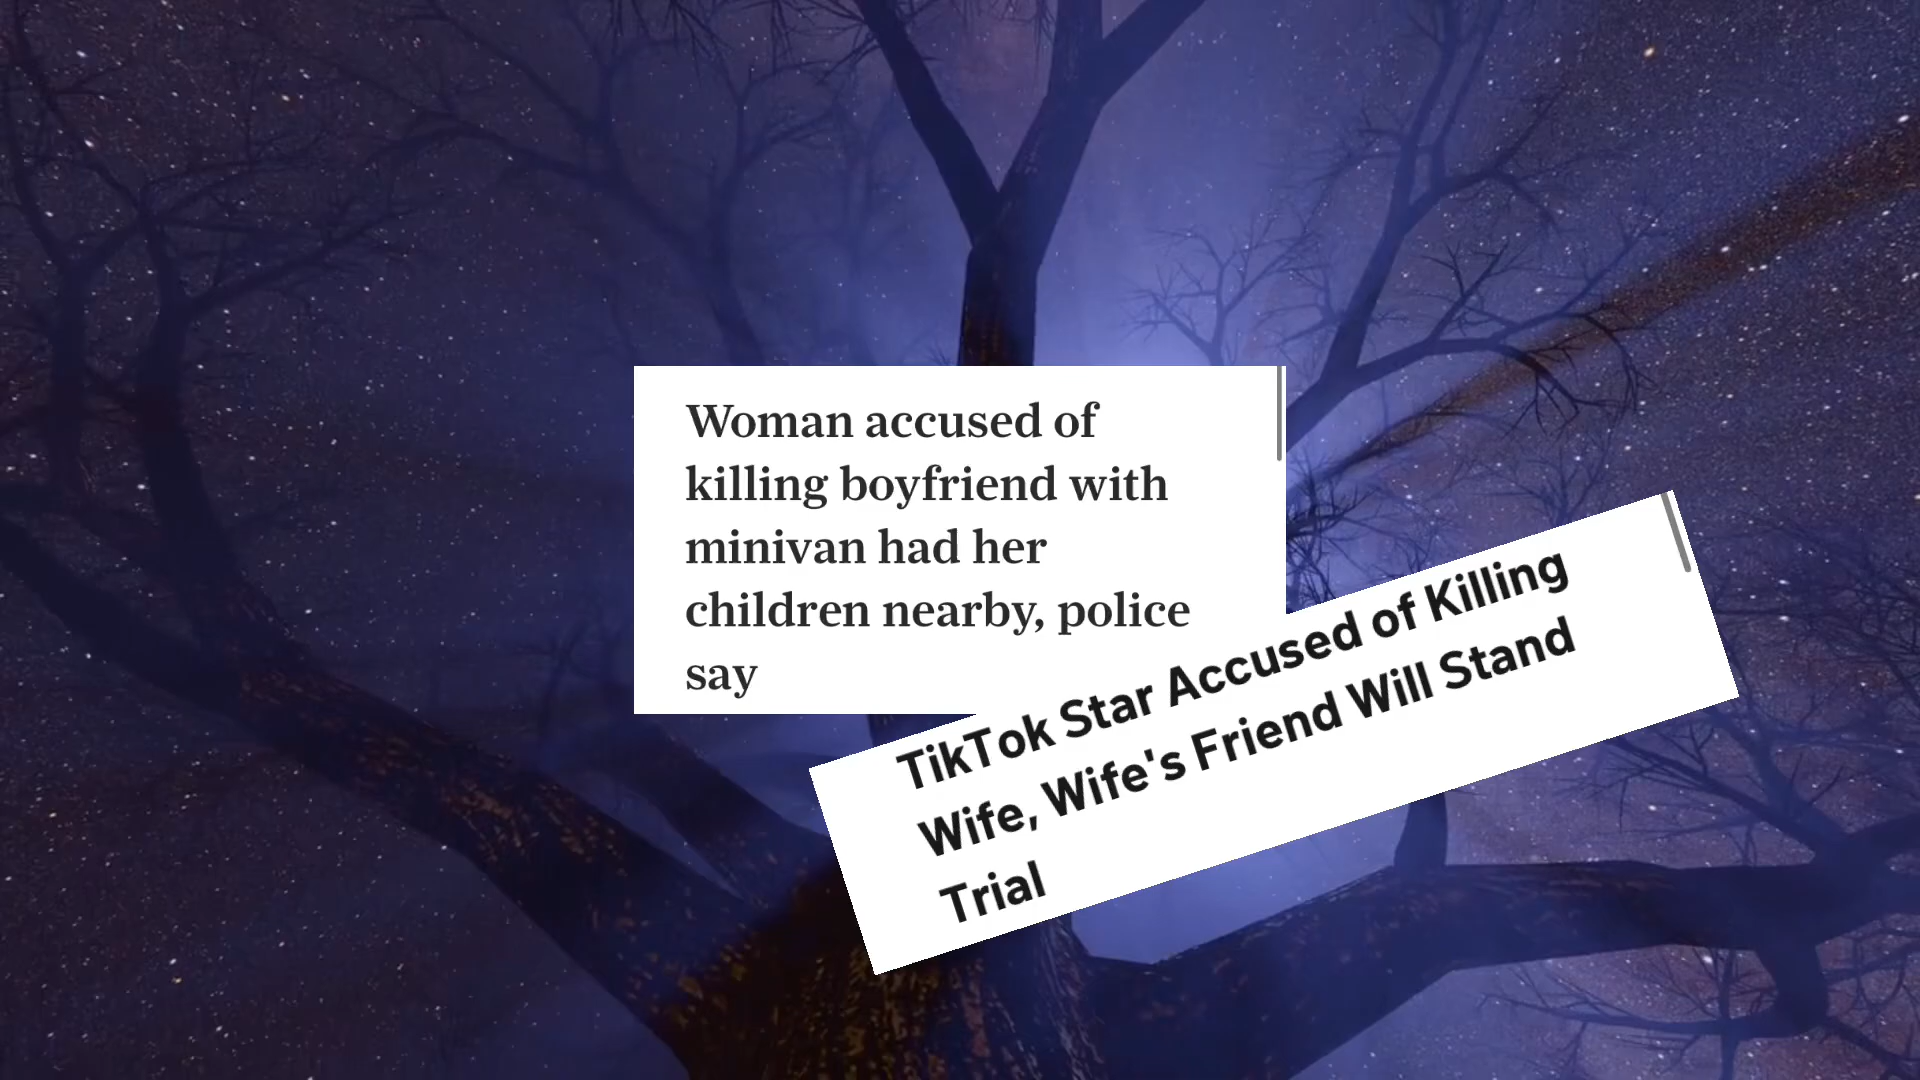 Woman accused of
killing boyfriend with
minivan had her
children nearby, police
say
TikTok Star Accused of Killing
Wife, Wife's Friend Will Stand
Trial